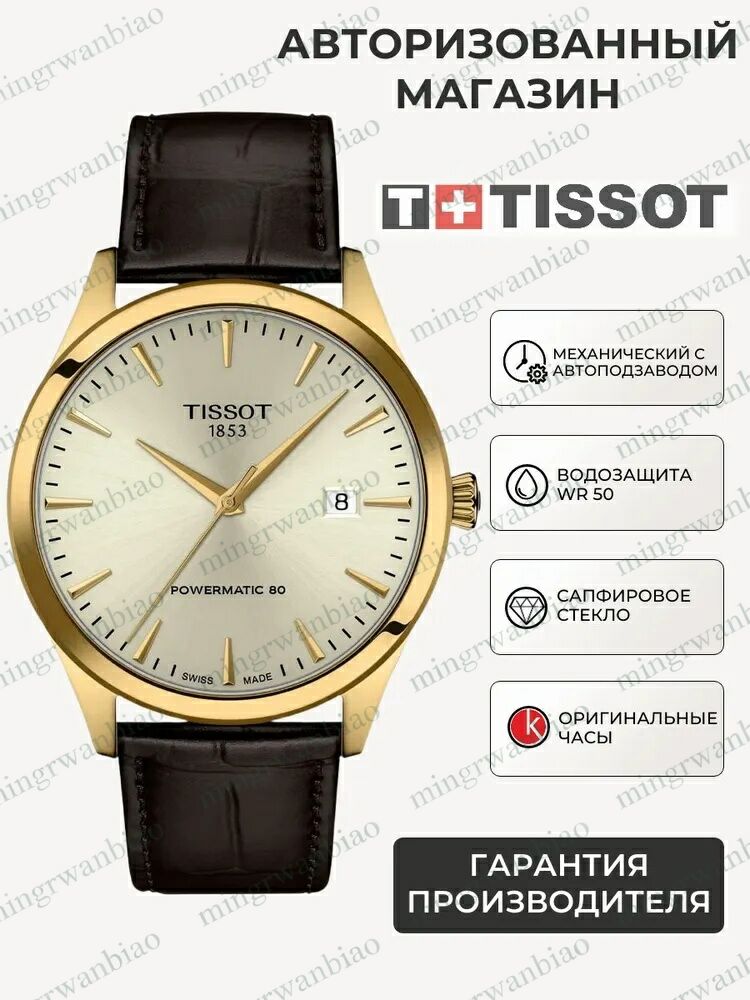 АВТОРИЗОВАННЫЙ
МАГАЗИН
T+TISSOT
TISSOT
1853
8
POWERMATIC 80
SWISS MADE
МЕХАНИЧЕСКИЙ С
АВТОПОДЗАВОДОМ
ВОДОЗАЩИТА
WR 50
САПФИРОВОЕ
СТЕКЛО
k
ОРИГИНАЛЬНЫЕ
ЧАСЫ
ГАРАНТИЯ
ПРОИЗВОДИТЕЛЯ
mingrwanbiao